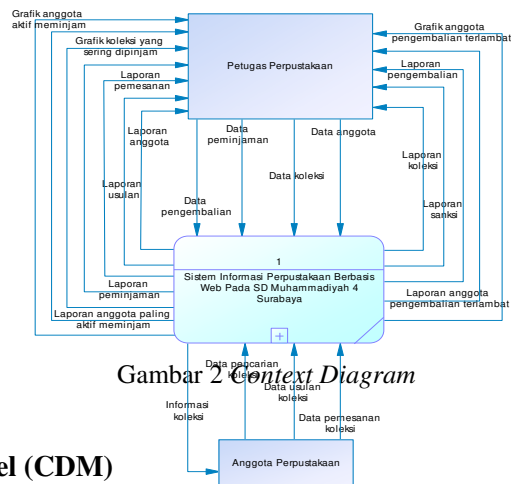 Grafik anggota
aktif meminjam
Grafik koleksi yang
sering dipinjam
Laporan
pemesanan
Laporan
anggota
Laporan
usulan
Petugas Perpustakaan
Grafik anggota
pengembalian terlambat
Laporan
pengembalian
Laporan
koleksi
Laporan
sanksi
Data
peminjaman
Data anggota
Data koleksi
Data
pengembalian
1
Sistem Informasi Perpustakaan Berbasis
Web Pada SD Muhammadiyah 4
Surabaya
Laporan
peminjaman
Laporan anggota paling
aktif meminjam
Laporan anggota
pengembalian terlambat
Gambar 2 Context Diagram
Data pencarian
koleksi
Data usulan
koleksi
Informasi
koleksi
Data pemesanan
koleksi
Anggota Perpustakaan
el (CDM)